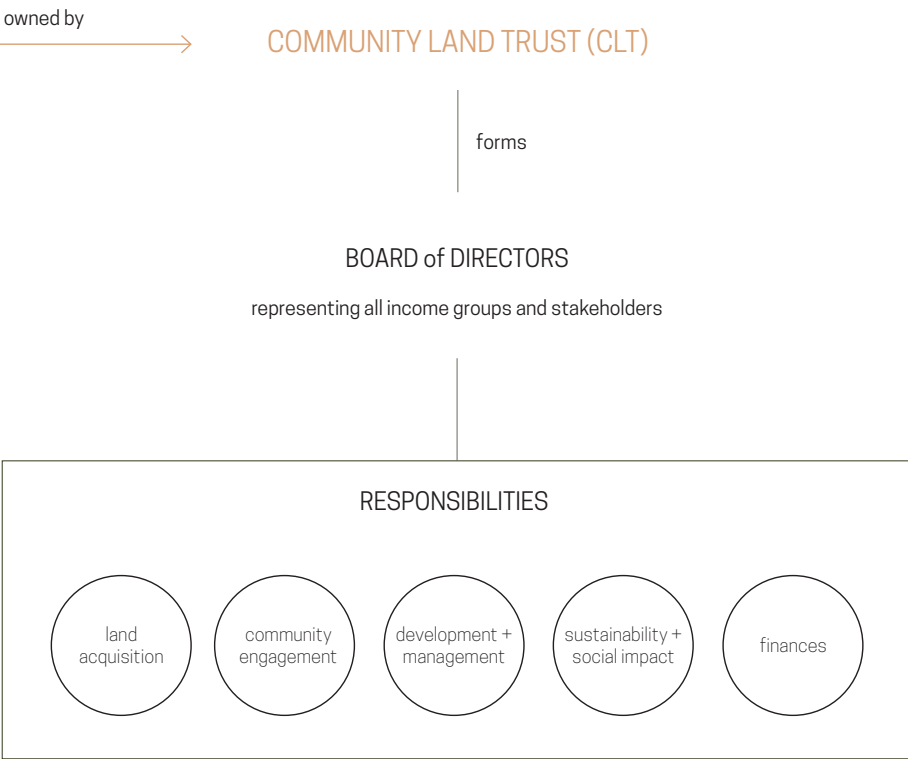 owned by
COMMUNITY LAND TRUST (CLT)
forms
BOARD of DIRECTORS
representing all income groups and stakeholders
RESPONSIBILITIES
land
acquisition
community
engagement
development +
management
sustainability +
social impact
finances